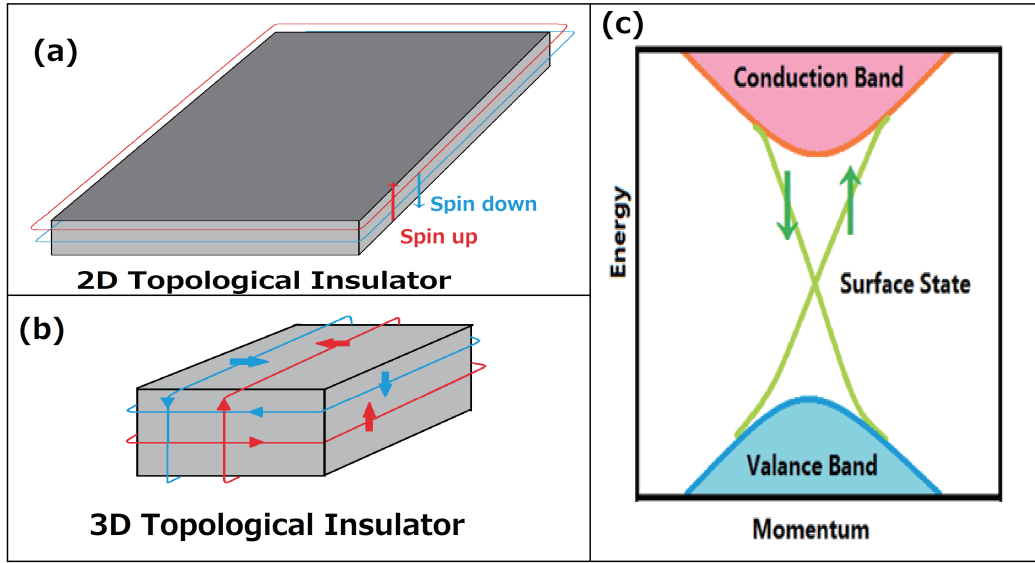 (a)
Spin down
Spin up
2D Topological Insulator
(b)
3D Topological Insulator
(c)
Conduction Band
Energy
Surface State
Valance Band
Momentum